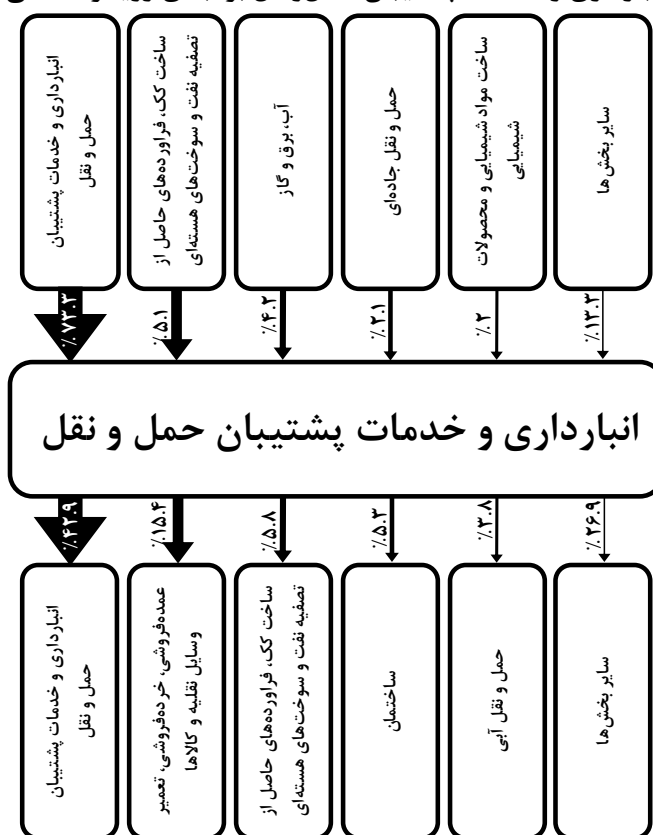 انبارداری و خدمات پشتیبان
حمل و نقل
ساخت کک، فراورده‌های حاصل از
تصفیه نفت و سوخت‌های هسته‌ای
آب، برق و گاز
حمل و نقل جاده‌ای
ساخت مواد شیمیایی و محصولات
شیمیایی
سایر بخش‌ها
٪۷۳.۳
٪۵.۱
٪۴.۲
٪۲.۱
٪۲
٪۱۳.۳
انبارداری و خدمات پشتیبان حمل و نقل
٪۴۲.۹
٪۱۵.۴
٪۵.۸
٪۵.۳
٪۳.۸
٪۲۶.۹
انبارداری و خدمات پشتیبان
حمل و نقل
عمده‌فروشی، خرده‌فروشی، تعمیر
وسایل نقلیه و کالاها
ساخت کک، فراورده‌های حاصل از
تصفیه نفت و سوخت‌های هسته‌ای
ساختمان
حمل و نقل آبی
سایر بخش‌ها